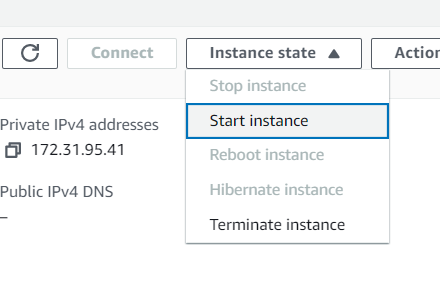 Connect
Instance state
Action
Stop instance
Start instance
Private IPv4 addresses
172.31.95.41
Reboot instance
Public IPv4 DNS
Hibernate instance
–
Terminate instance